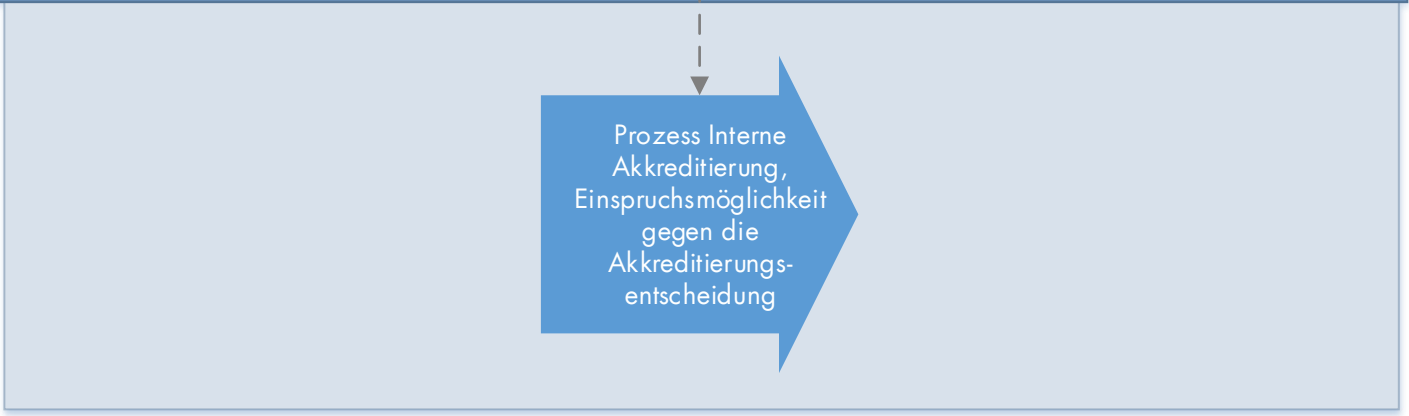 Prozess Interne
Akkreditierung,
Einspruchsmöglichkeit
gegen die
Akkreditierungs-
entscheidung